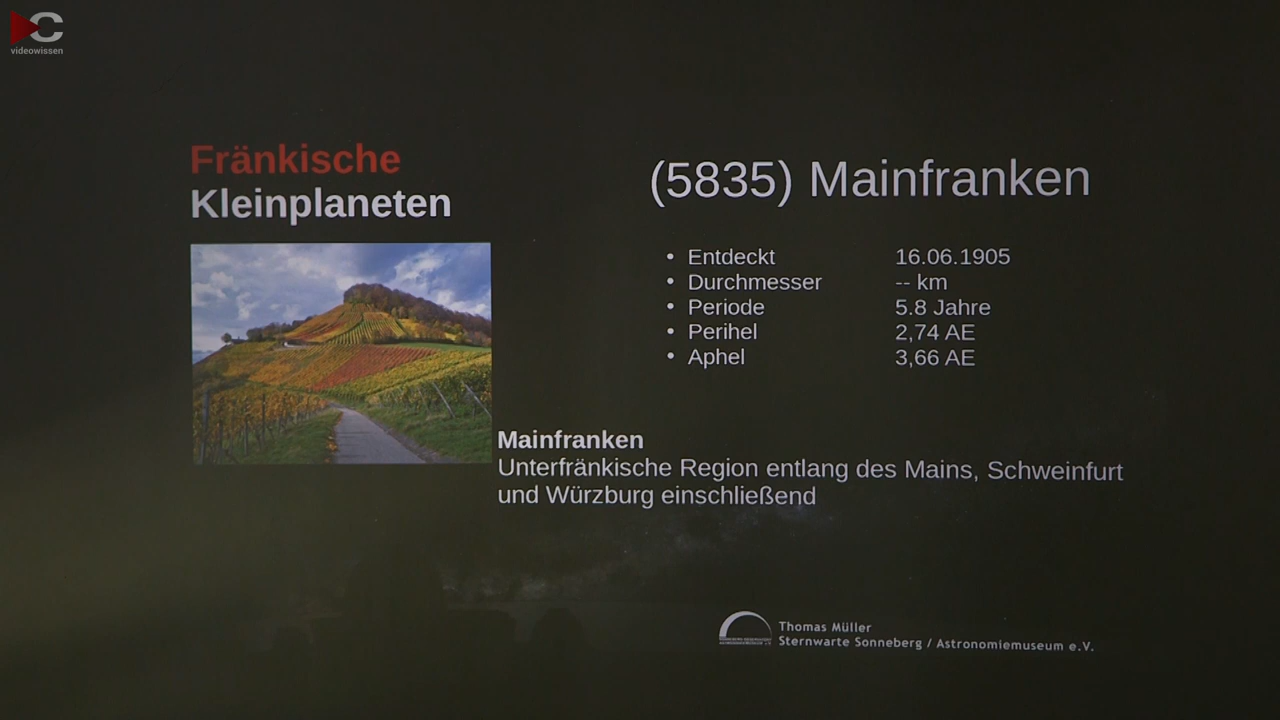 videowissen
Fränkische
Kleinplaneten
(5835) Mainfranken
• Entdeckt 16.06.1905
• Durchmesser -- km
• Periode 5.8 Jahre
• Perihel 2,74 AE
• Aphel 3,66 AE
Mainfranken
Unterfränkische Region entlang des Mains, Schweinfurt
und Würzburg einschließend
Thomas Müller
Sternwarte Sonneberg / Astronomiemuseum e.V.